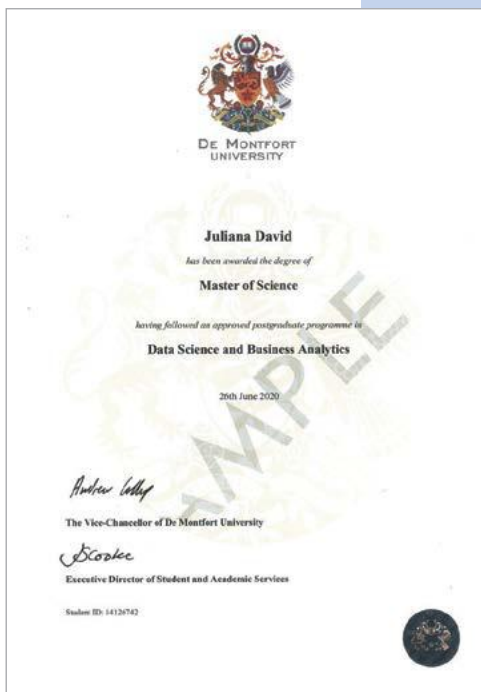 DE MONTFORT
UNIVERSITY
Juliana David
has been awarded the degree of
Master of Science
having followed an approved postgraduate programme in
Data Science and Business Analytics
26th June 2020
AMPLE
The Vice-Chancellor of De Montfort University
Executive Director of Student and Academic Services
Student ID: 14126742